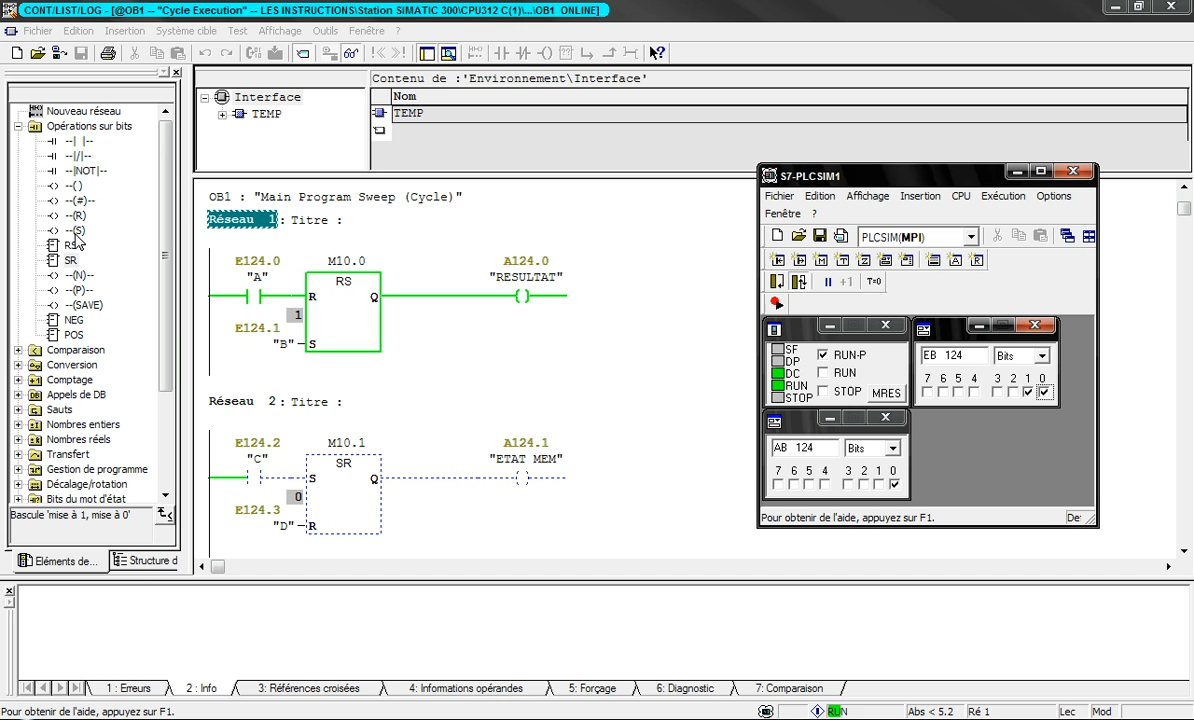 CONT/LIST/LOG - [@OB1 -- "Cycle Execution" -- LES INSTRUCTIONS\Station SIMATIC 300\CPU312 C(1)\...\OB1 ONLINE]
Fichier Edition Insertion Système cible Test Affichage Outils Fenêtre ?
Nouveau réseau
Opérations sur bits
--| |--
--|/|--
--|NOT|--
--( )
--(#)--
--(R)
--(S)
RS
SR
--(N)--
--(P)--
--(SAVE)
NEG
POS
Comparaison
Conversion
Comptage
Appels de DB
Sauts
Nombres entiers
Nombres réels
Transfert
Gestion de programme
Décalage/rotation
Bits du mot d'état
Bascule 'mise à 1, mise à 0'
Eléments de... Structure d
Interface
TEMP
Contenu de :'Environnement\Interface'
Nom
TEMP
OB1 : "Main Program Sweep (Cycle)"
Réseau 1: Titre :
E124.0 M10.0 A124.0
"A" RS "RESULTAT"
R Q
1
E124.1
"B" S
Réseau 2: Titre :
E124.2 M10.1 A124.1
"C" SR "ETAT MEM"
S Q
0
E124.3
"D" R
S7-PLCSIM1
Fichier Edition Affichage Insertion CPU Exécution Options
Fenêtre ?
PLCSIM(MPI)
+1 T=0
SF
DP
DC
RUN
STOP
RUN-P
RUN
STOP MRES
EB 124 Bits
7 6 5 4 3 2 1 0
AB 124 Bits
7 6 5 4 3 2 1 0
Pour obtenir de l'aide, appuyez sur F1. De:
1 : Erreurs 2 : Info 3: Références croisées 4: Informations opérandes 5: Forçage 6: Diagnostic 7: Comparaison
Pour obtenir de l'aide, appuyez sur F1. RUN Abs < 5.2 Ré 1 Lec Mod